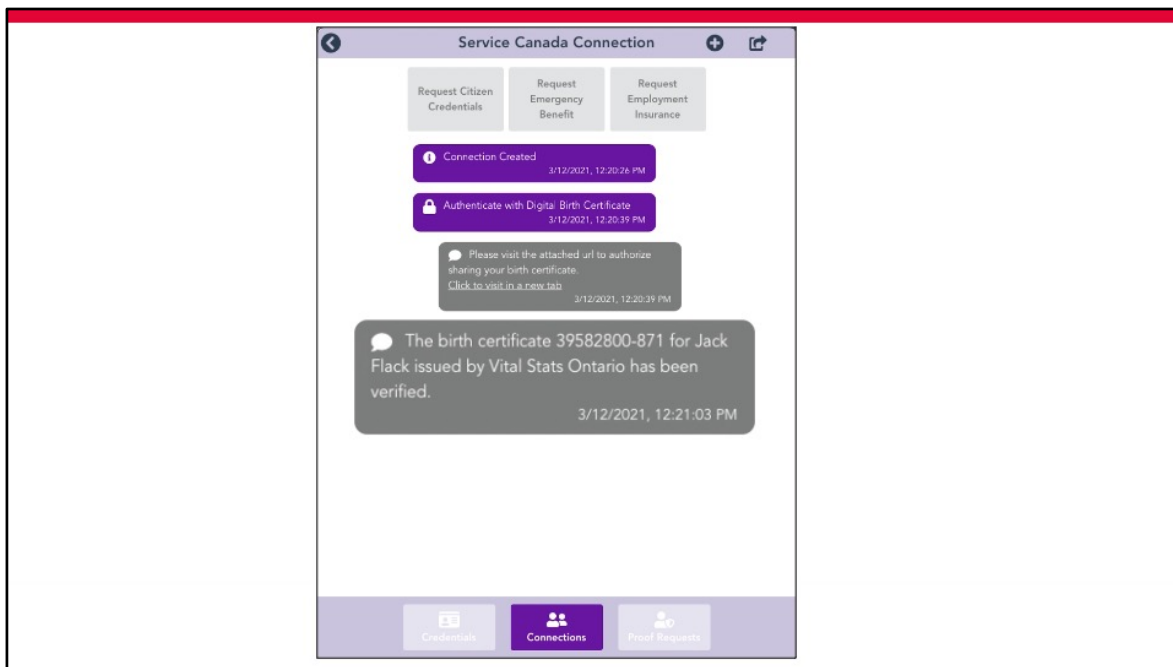 Service Canada Connection
Request Citizen
Credentials
Request
Emergency
Benefit
Request
Employment
Insurance
Connection Created
3/12/2021, 12:20:26 PM
Authenticate with Digital Birth Certificate
3/12/2021, 12:20:39 PM
Please visit the attached url to authorize
sharing your birth certificate.
Click to visit in a new tab
3/12/2021, 12:20:39 PM
The birth certificate 39582800-871 for Jack
Flack issued by Vital Stats Ontario has been
verified.
3/12/2021, 12:21:03 PM
Credentials
Connections
Proof Requests